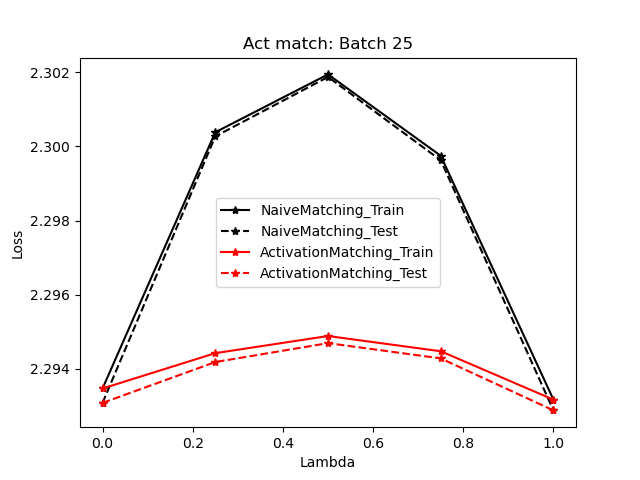 Act match: Batch 25
2.302
2.300
2.298
2.296
2.294
Loss
NaiveMatching_Train
NaiveMatching_Test
ActivationMatching_Train
ActivationMatching_Test
0.0 0.2 0.4 0.6 0.8 1.0
Lambda